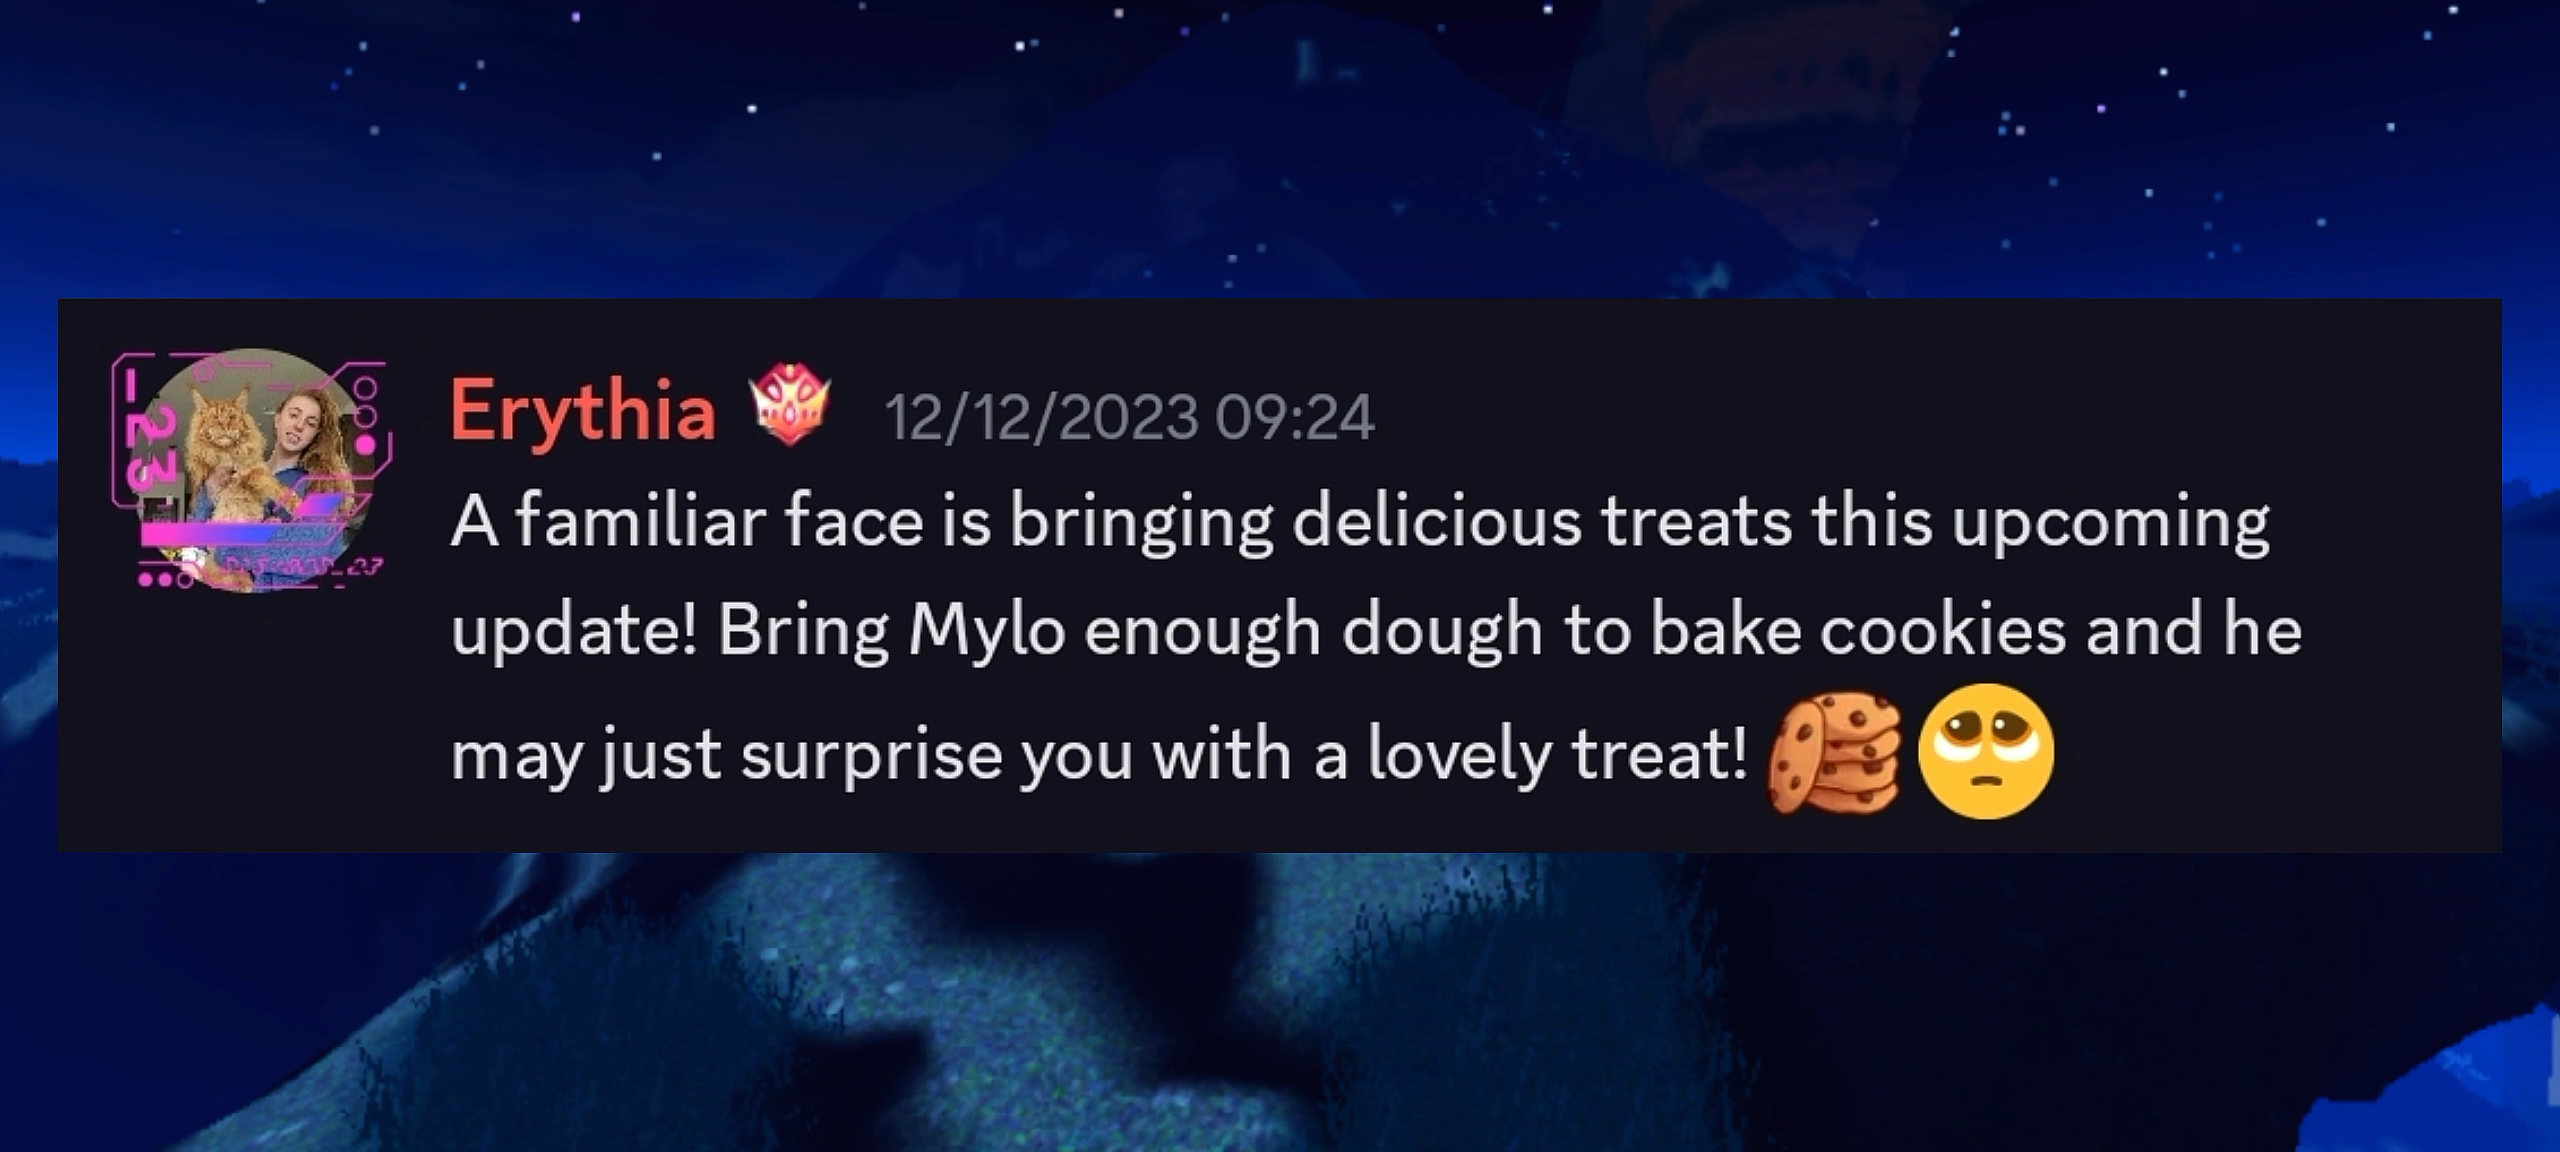 Erythia 12/12/2023 09:24
A familiar face is bringing delicious treats this upcoming
update! Bring Mylo enough dough to bake cookies and he
may just surprise you with a lovely treat! 🍪🥺